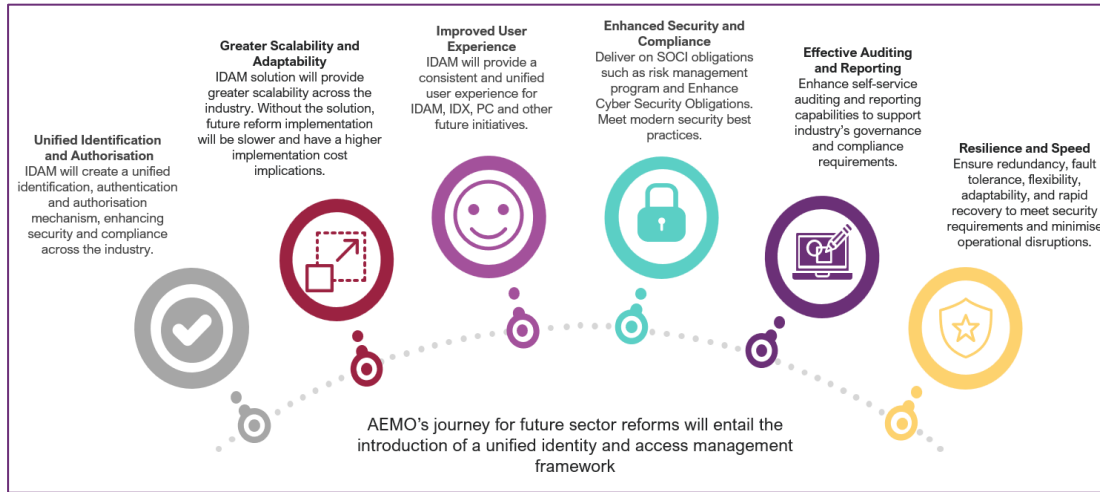 Unified Identification
and Authorisation
IDAM will create a unified
identification, authentication
and authorisation
mechanism, enhancing
security and compliance
across the industry.
Greater Scalability and
Adaptability
IDAM solution will provide
greater scalability across the
industry. Without the solution,
future reform implementation
will be slower and have a higher
implementation cost
implications.
Improved User
Experience
IDAM will provide a
consistent and unified
user experience for
IDAM, IDX, PC and other
future initiatives.
Enhanced Security and
Compliance
Deliver on SOCI obligations
such as risk management
program and Enhance
Cyber Security Obligations.
Meet modern security best
practices.
Effective Auditing
and Reporting
Enhance self-service
auditing and reporting
capabilities to support
industry's governance
and compliance
requirements.
Resilience and Speed
Ensure redundancy, fault
tolerance, flexibility,
adaptability, and rapid
recovery to meet security
requirements and minimise
operational disruptions.
AEMO's journey for future sector reforms will entail the
introduction of a unified identity and access management
framework